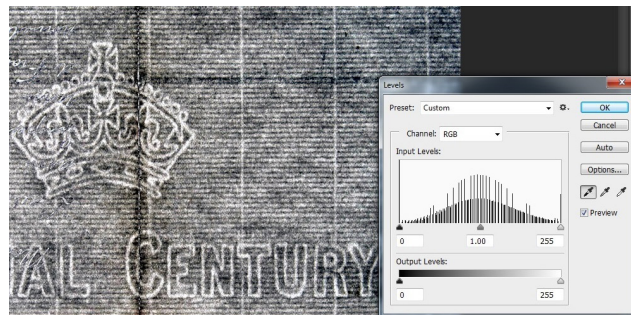 AL CENTURY
Levels
Preset: Custom
OK
Cancel
Channel: RGB
Auto
Input Levels:
Options...
Preview
0 1.00 255
Output Levels:
0 255